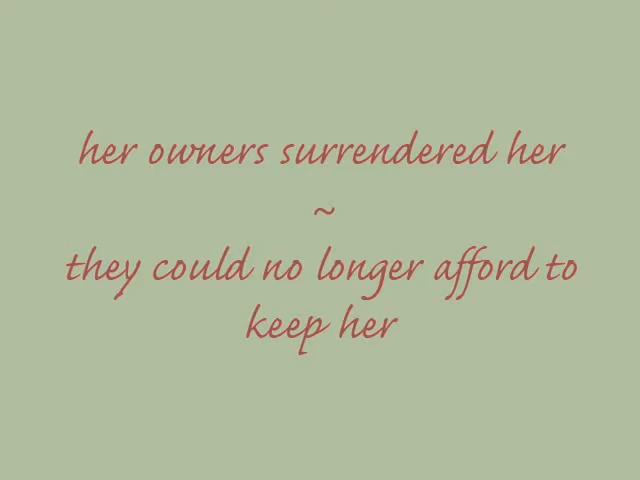 her owners surrendered her
~
they could no longer afford to
keep her